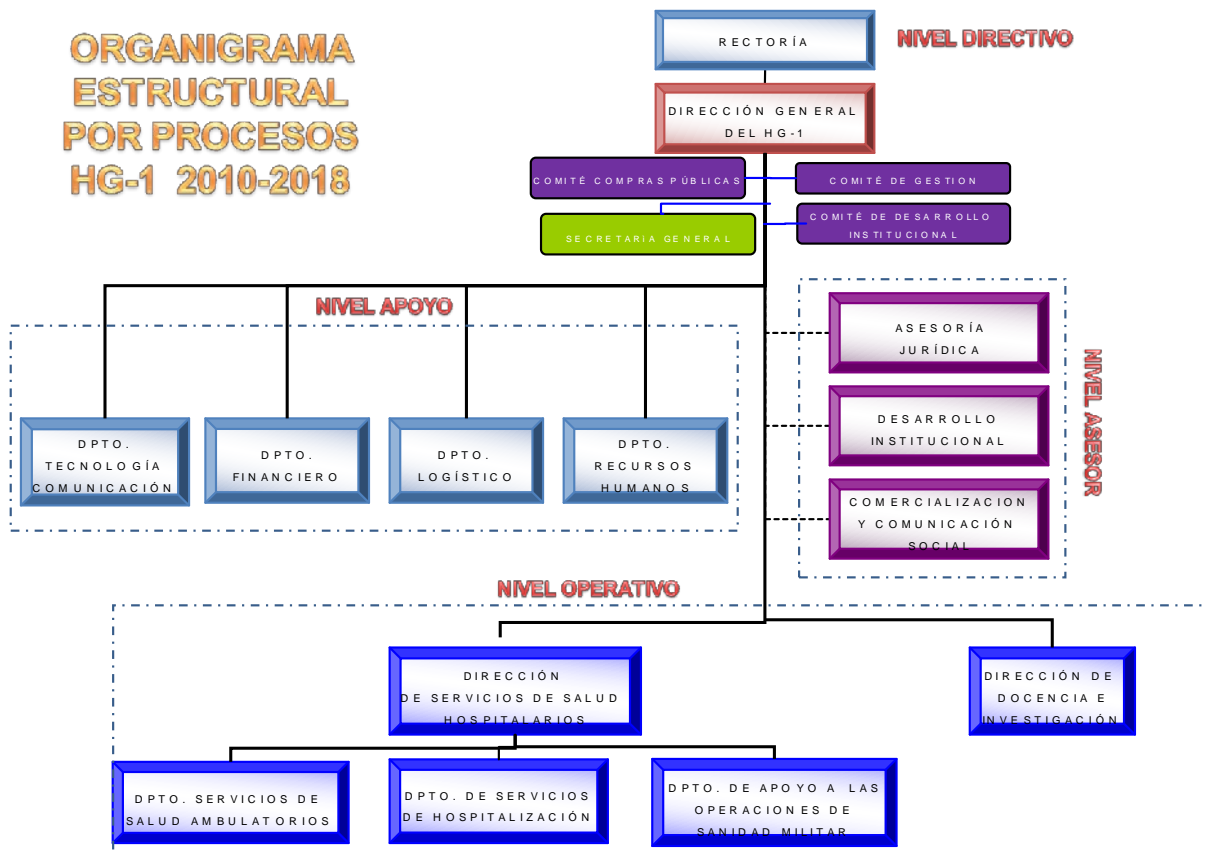 ORGANIGRAMA
ESTRUCTURAL
POR PROCESOS
HG-1 2010-2018
RECTORÍA
NIVEL DIRECTIVO
DIRECCIÓN GENERAL
DEL HG-1
COMITÉ COMPRAS PÚBLICAS
COMITÉ DE GESTION
SECRETARIA GENERAL
COMITÉ DE DESARROLLO
INSTITUCIONAL
NIVEL APOYO
DPTO.
TECNOLOGÍA
COMUNICACIÓN
DPTO.
FINANCIERO
DPTO.
LOGÍSTICO
DPTO.
RECURSOS
HUMANOS
ASESORÍA
JURÍDICA
DESARROLLO
INSTITUCIONAL
COMERCIALIZACION
Y COMUNICACIÓN
SOCIAL
NIVEL ASESOR
NIVEL OPERATIVO
DIRECCIÓN
DE SERVICIOS DE SALUD
HOSPITALARIOS
DIRECCIÓN DE
DOCENCIA E
INVESTIGACIÓN
DPTO. SERVICIOS DE
SALUD AMBULATORIOS
DPTO. DE SERVICIOS
DE HOSPITALIZACIÓN
DPTO. DE APOYO A LAS
OPERACIONES DE
SANIDAD MILITAR